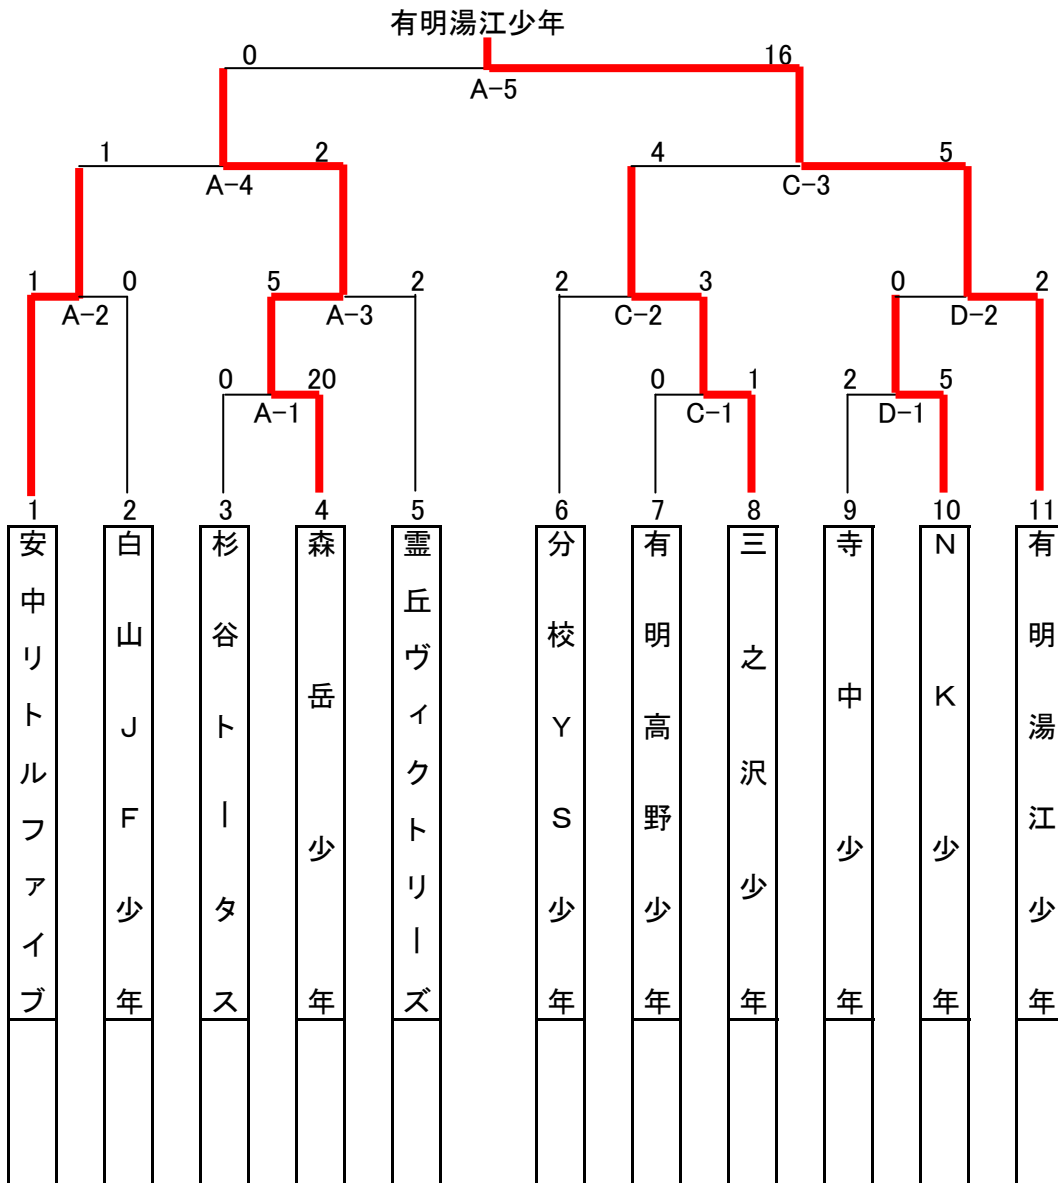 有明湯江少年
0 16
A-5
1 2 4 5
A-4 C-3
1 0 5 2 2 3 0 2
A-2 A-3 C-2 D-2
0 20 0 1 2 5
A-1 C-1 D-1
1 2 3 4 5 6 7 8 9 10 11
安中リトルファイブ
白山JF少年
杉谷トータス
森岳少年
霊丘ヴィクトリーズ
分校YS少年
有明高野少年
三之沢少年
寺中少年
NK少年
有明湯江少年